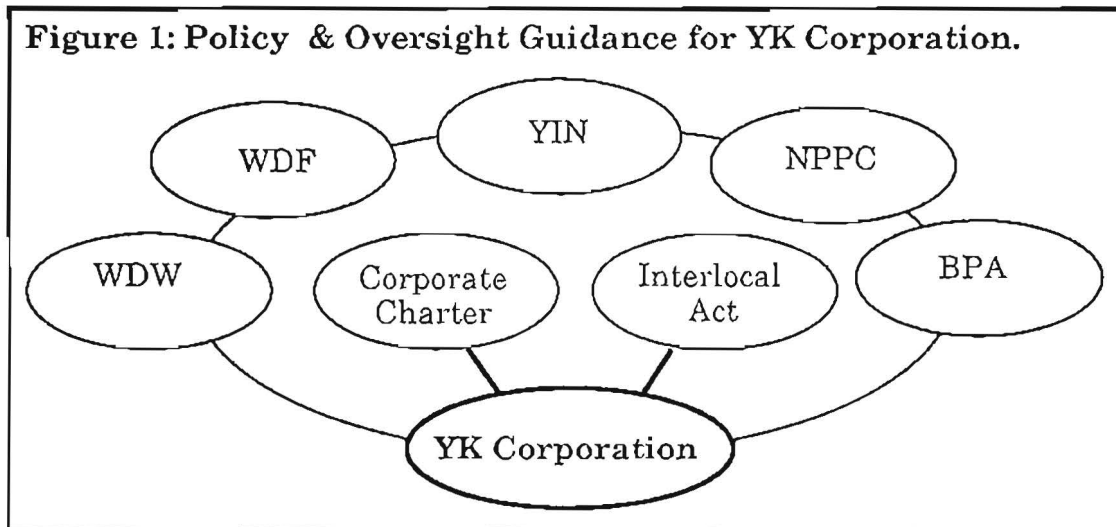 Figure 1: Policy & Oversight Guidance for YK Corporation.
YIN
WDF
NPPC
WDW
BPA
Corporate
Charter
Interlocal
Act
YK Corporation